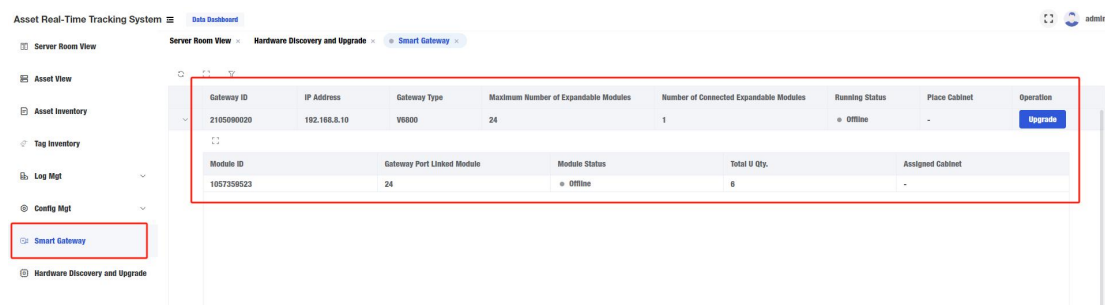 Asset Real-Time Tracking System Data Dashboard admin
Server Room View
Server Room View × Hardware Discovery and Upgrade × Smart Gateway ×
Asset View
Asset Inventory
Tag Inventory
Log Mgt
Config Mgt
Smart Gateway
Hardware Discovery and Upgrade
Gateway ID IP Address Gateway Type Maximum Number of Expandable Modules Number of Connected Expandable Modules Running Status Place Cabinet Operation
2105090020 192.168.8.10 V6800 24 1 Offline - Upgrade
Module ID Gateway Port Linked Module Module Status Total U Qty. Assigned Cabinet
1057359523 24 Offline 6 -